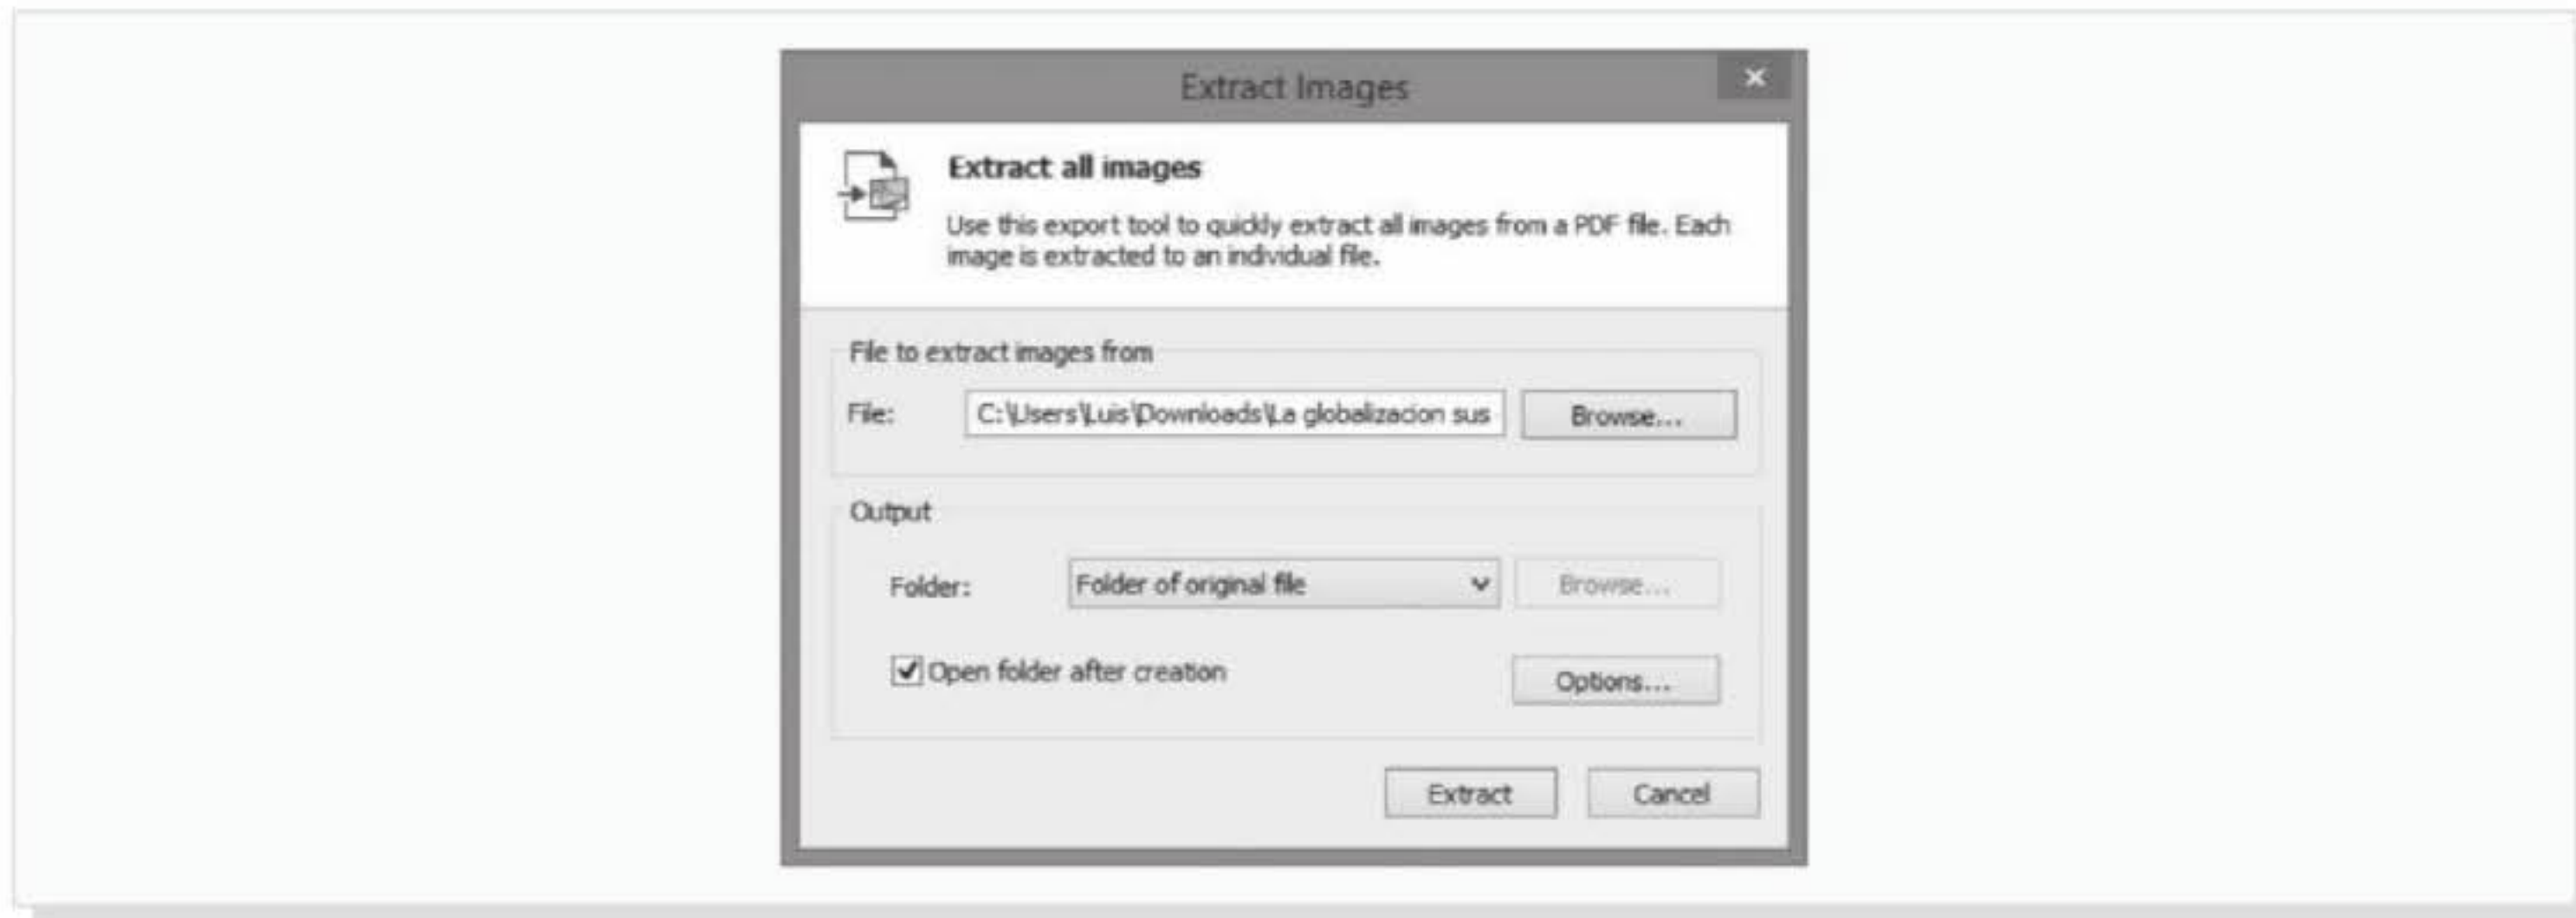 Extract Images
Extract all images
Use this export tool to quickly extract all images from a PDF file. Each
image is extracted to an individual file.
File to extract images from
File: C:\Users\Luis\Downloads\La globalizacion sus Browse...
Output
Folder: Folder of original file Browse...
Open folder after creation Options...
Extract Cancel